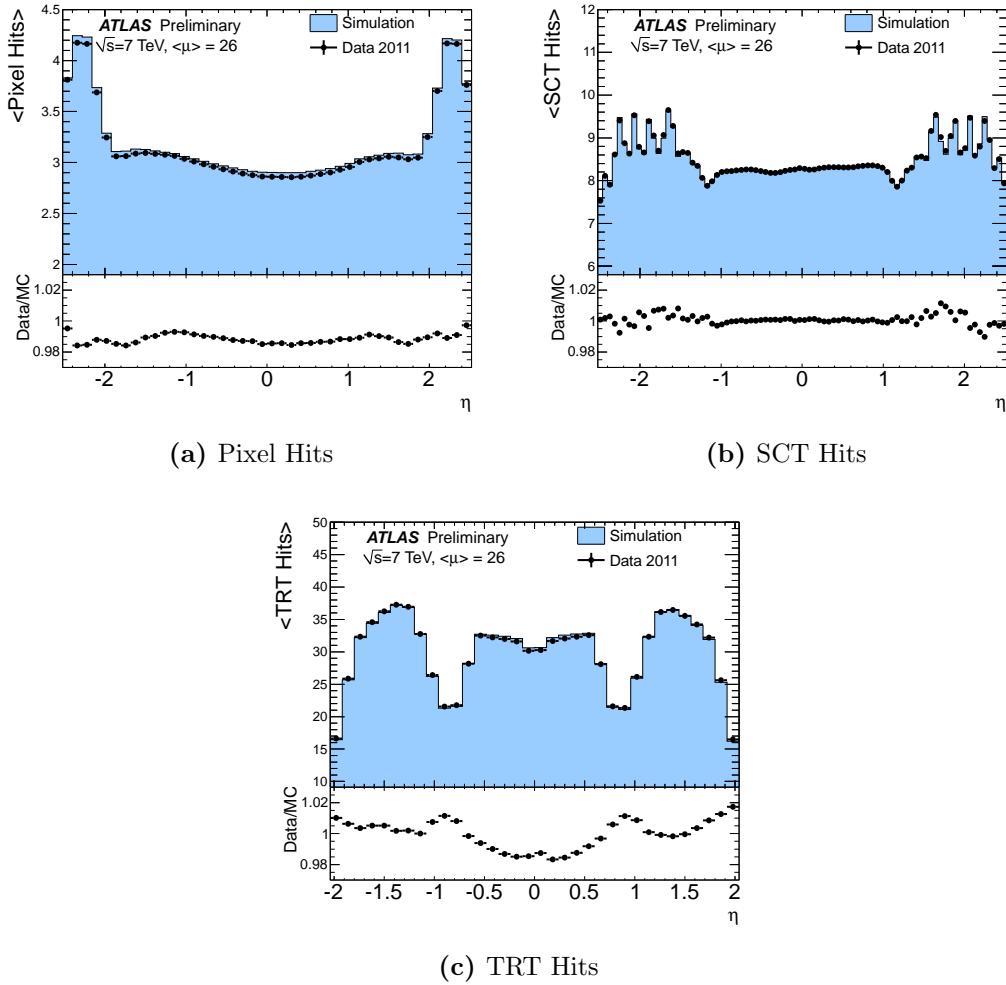 <Pixel Hits>
4.5
4
3.5
3
2.5
2
ATLAS Preliminary
√s=7 TeV, <μ> = 26
Simulation
Data 2011
Data/MC
1.02
1
0.98
-2 -1 0 1 2
η
(a) Pixel Hits
<SCT Hits>
12
11
10
9
8
7
6
ATLAS Preliminary
√s=7 TeV, <μ> = 26
Simulation
Data 2011
Data/MC
1.02
1
0.98
-2 -1 0 1 2
η
(b) SCT Hits
<TRT Hits>
50
45
40
35
30
25
20
15
10
ATLAS Preliminary
√s=7 TeV, <μ> = 26
Simulation
Data 2011
Data/MC
1.02
1
0.98
-2 -1.5 -1 -0.5 0 0.5 1 1.5 2
η
(c) TRT Hits